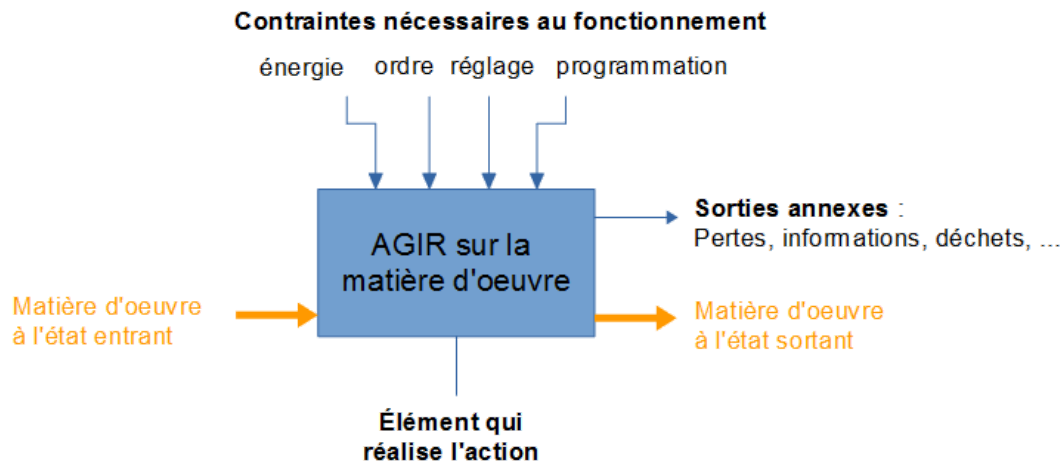 Contraintes nécessaires au fonctionnement
énergie ordre réglage programmation
AGIR sur la
matière d'oeuvre
Sorties annexes :
Pertes, informations, déchets, ...
Matière d'oeuvre
à l'état entrant
Matière d'oeuvre
à l'état sortant
Élément qui
réalise l'action